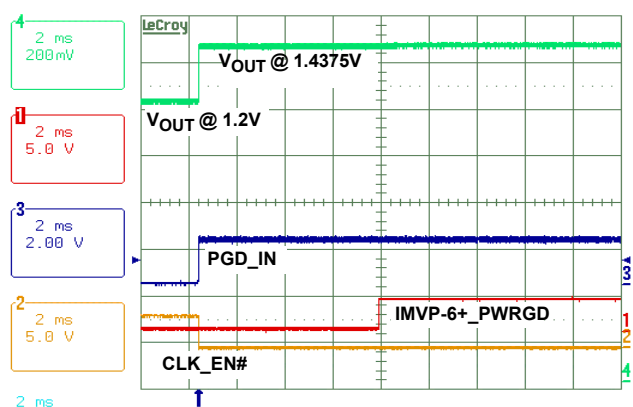 4
2 ms
200mV
1
2 ms
5.0 V
3
2 ms
2.00 V
2
2 ms
5.0 V
2 ms
LeCroy
VOUT @ 1.4375V
VOUT @ 1.2V
PGD_IN
IMVP-6+_PWRGD
CLK_EN#
3
1
2
4